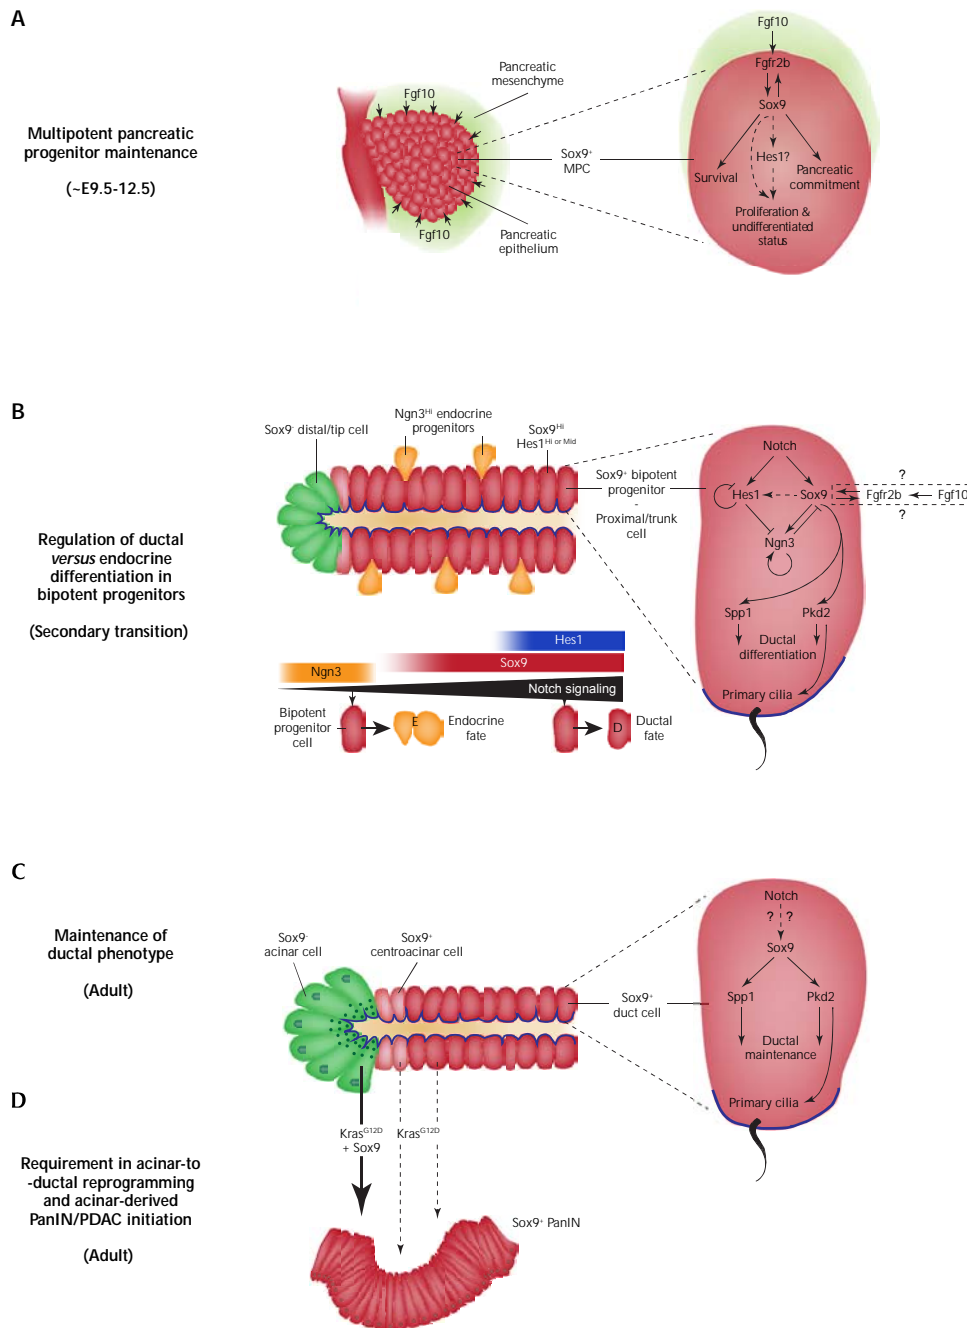 A
Multipotent pancreatic
progenitor maintenance
(~E9.5-12.5)
Fgf10
Pancreatic
mesenchyme
Sox9+
MPC
Pancreatic
epithelium
Fgf10
Fgf10
Fgfr2b
Sox9
Hes1?
Survival
Pancreatic
commitment
Proliferation &
undifferentiated
status
B
Regulation of ductal
versus endocrine
differentiation in
bipotent progenitors
(Secondary transition)
Sox9- distal/tip cell
Ngn3Hi endocrine
progenitors
Sox9Hi
Hes1Hi or Mid
Sox9+ bipotent
progenitor
-
Proximal/trunk
cell
Notch
Hes1
Sox9
?
Fgfr2b
Fgf10
?
Ngn3
Spp1
Pkd2
Ductal
differentiation
Primary cilia
Hes1
Sox9
Ngn3
Notch signaling
Bipotent
progenitor
cell
E
Endocrine
fate
D
Ductal
fate
C
Maintenance of
ductal phenotype
(Adult)
Sox9-
acinar cell
Sox9+
centroacinar cell
Sox9+
duct cell
Notch
? ?
Sox9
Spp1
Pkd2
Ductal
maintenance
Primary cilia
D
Requirement in acinar-to
-ductal reprogramming
and acinar-derived
PanIN/PDAC initiation
(Adult)
KrasG12D
+ Sox9
KrasG12D
Sox9+ PanIN